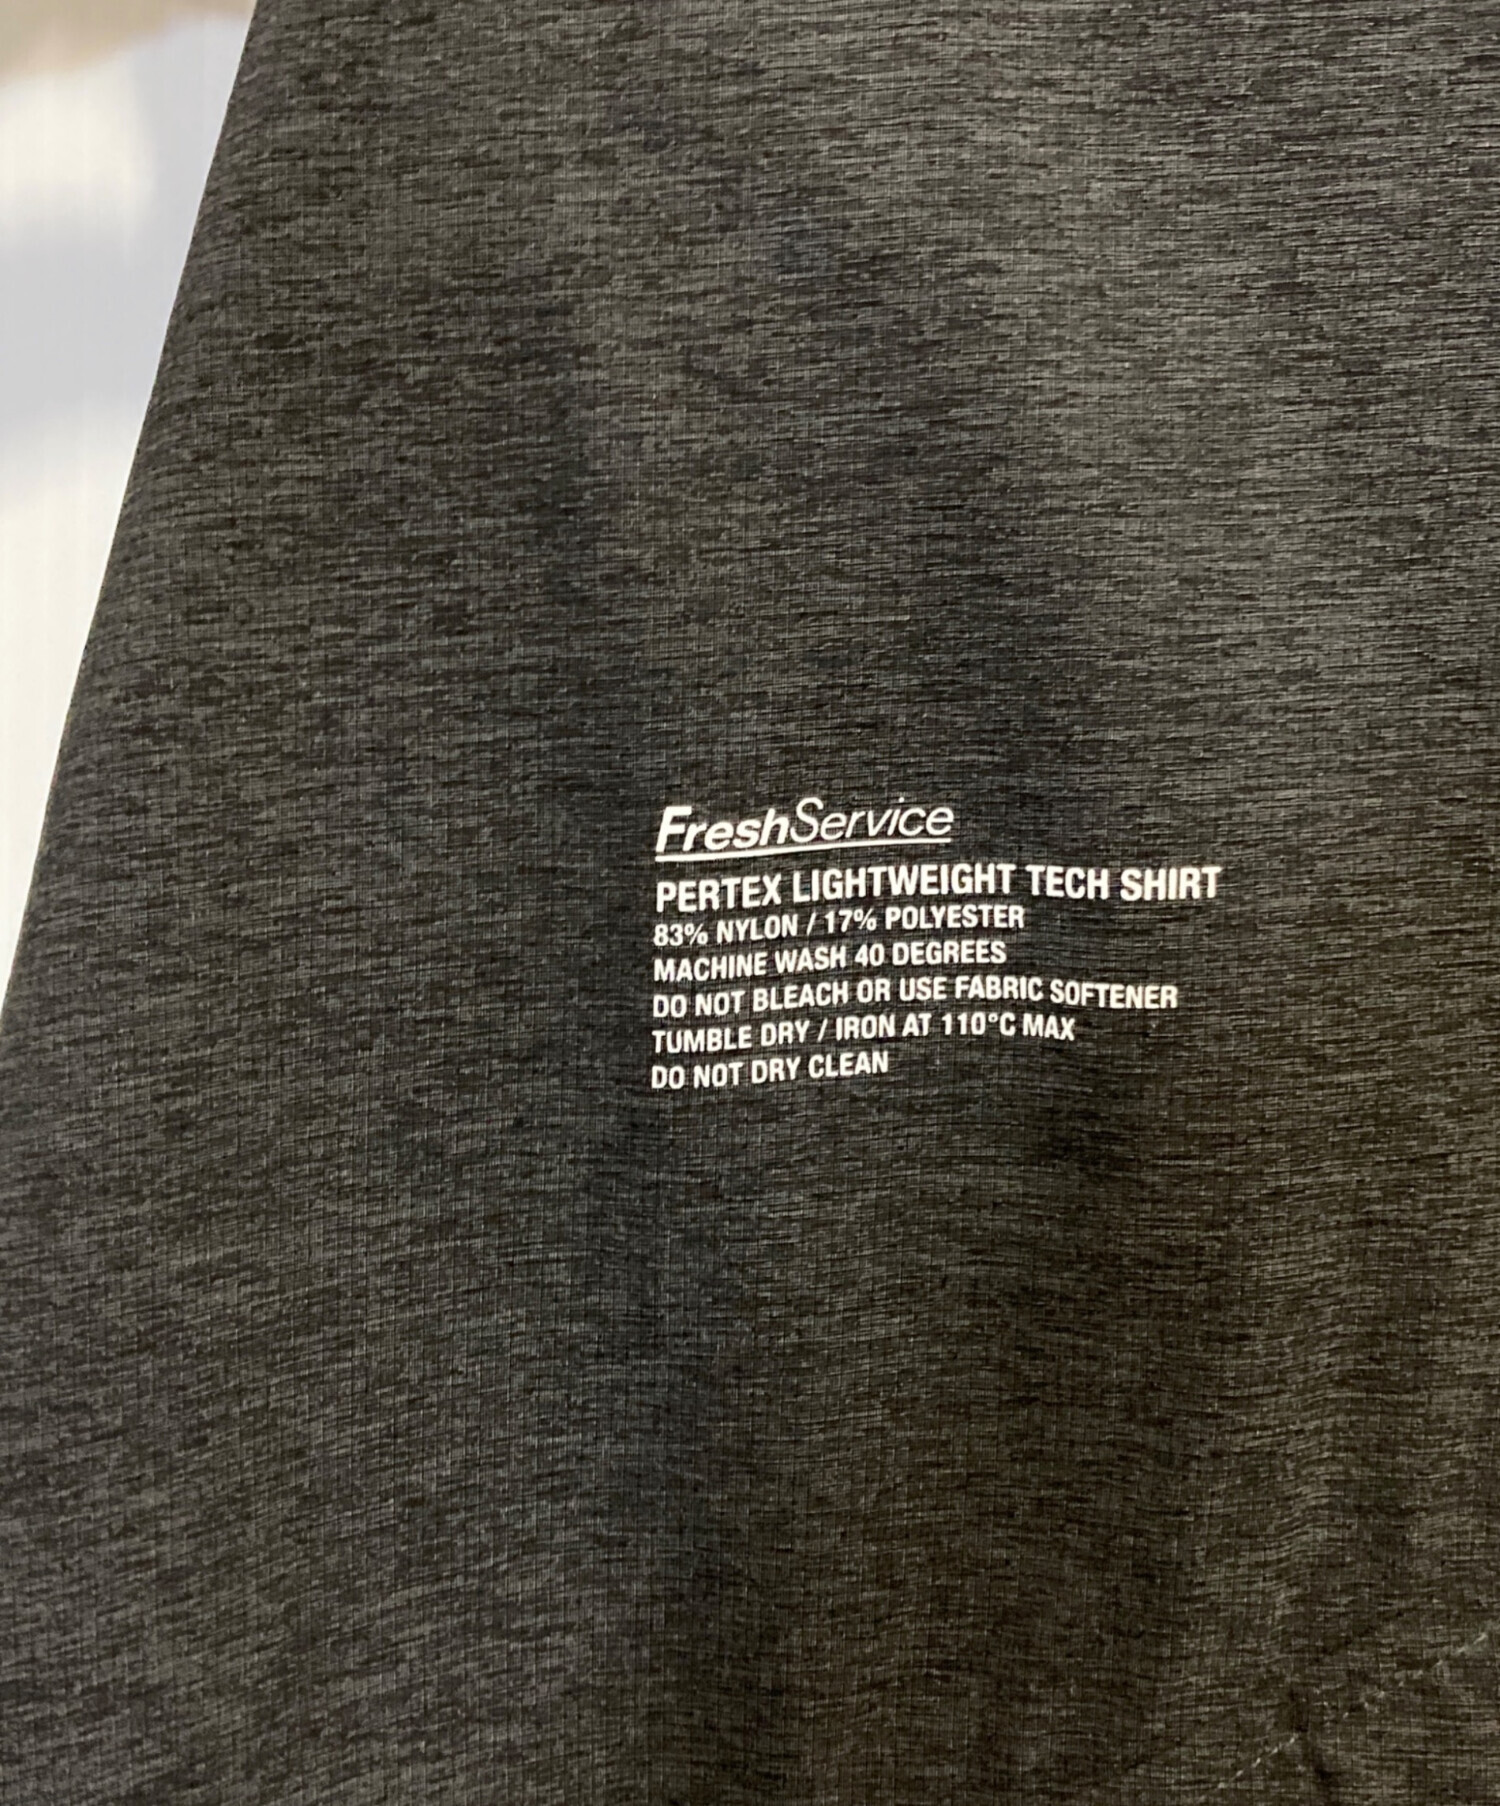 FreshService
PERTEX LIGHTWEIGHT TECH SHIRT
83% NYLON / 17% POLYESTER
MACHINE WASH 40 DEGREES
DO NOT BLEACH OR USE FABRIC SOFTENER
TUMBLE DRY / IRON AT 110°C MAX
DO NOT DRY CLEAN